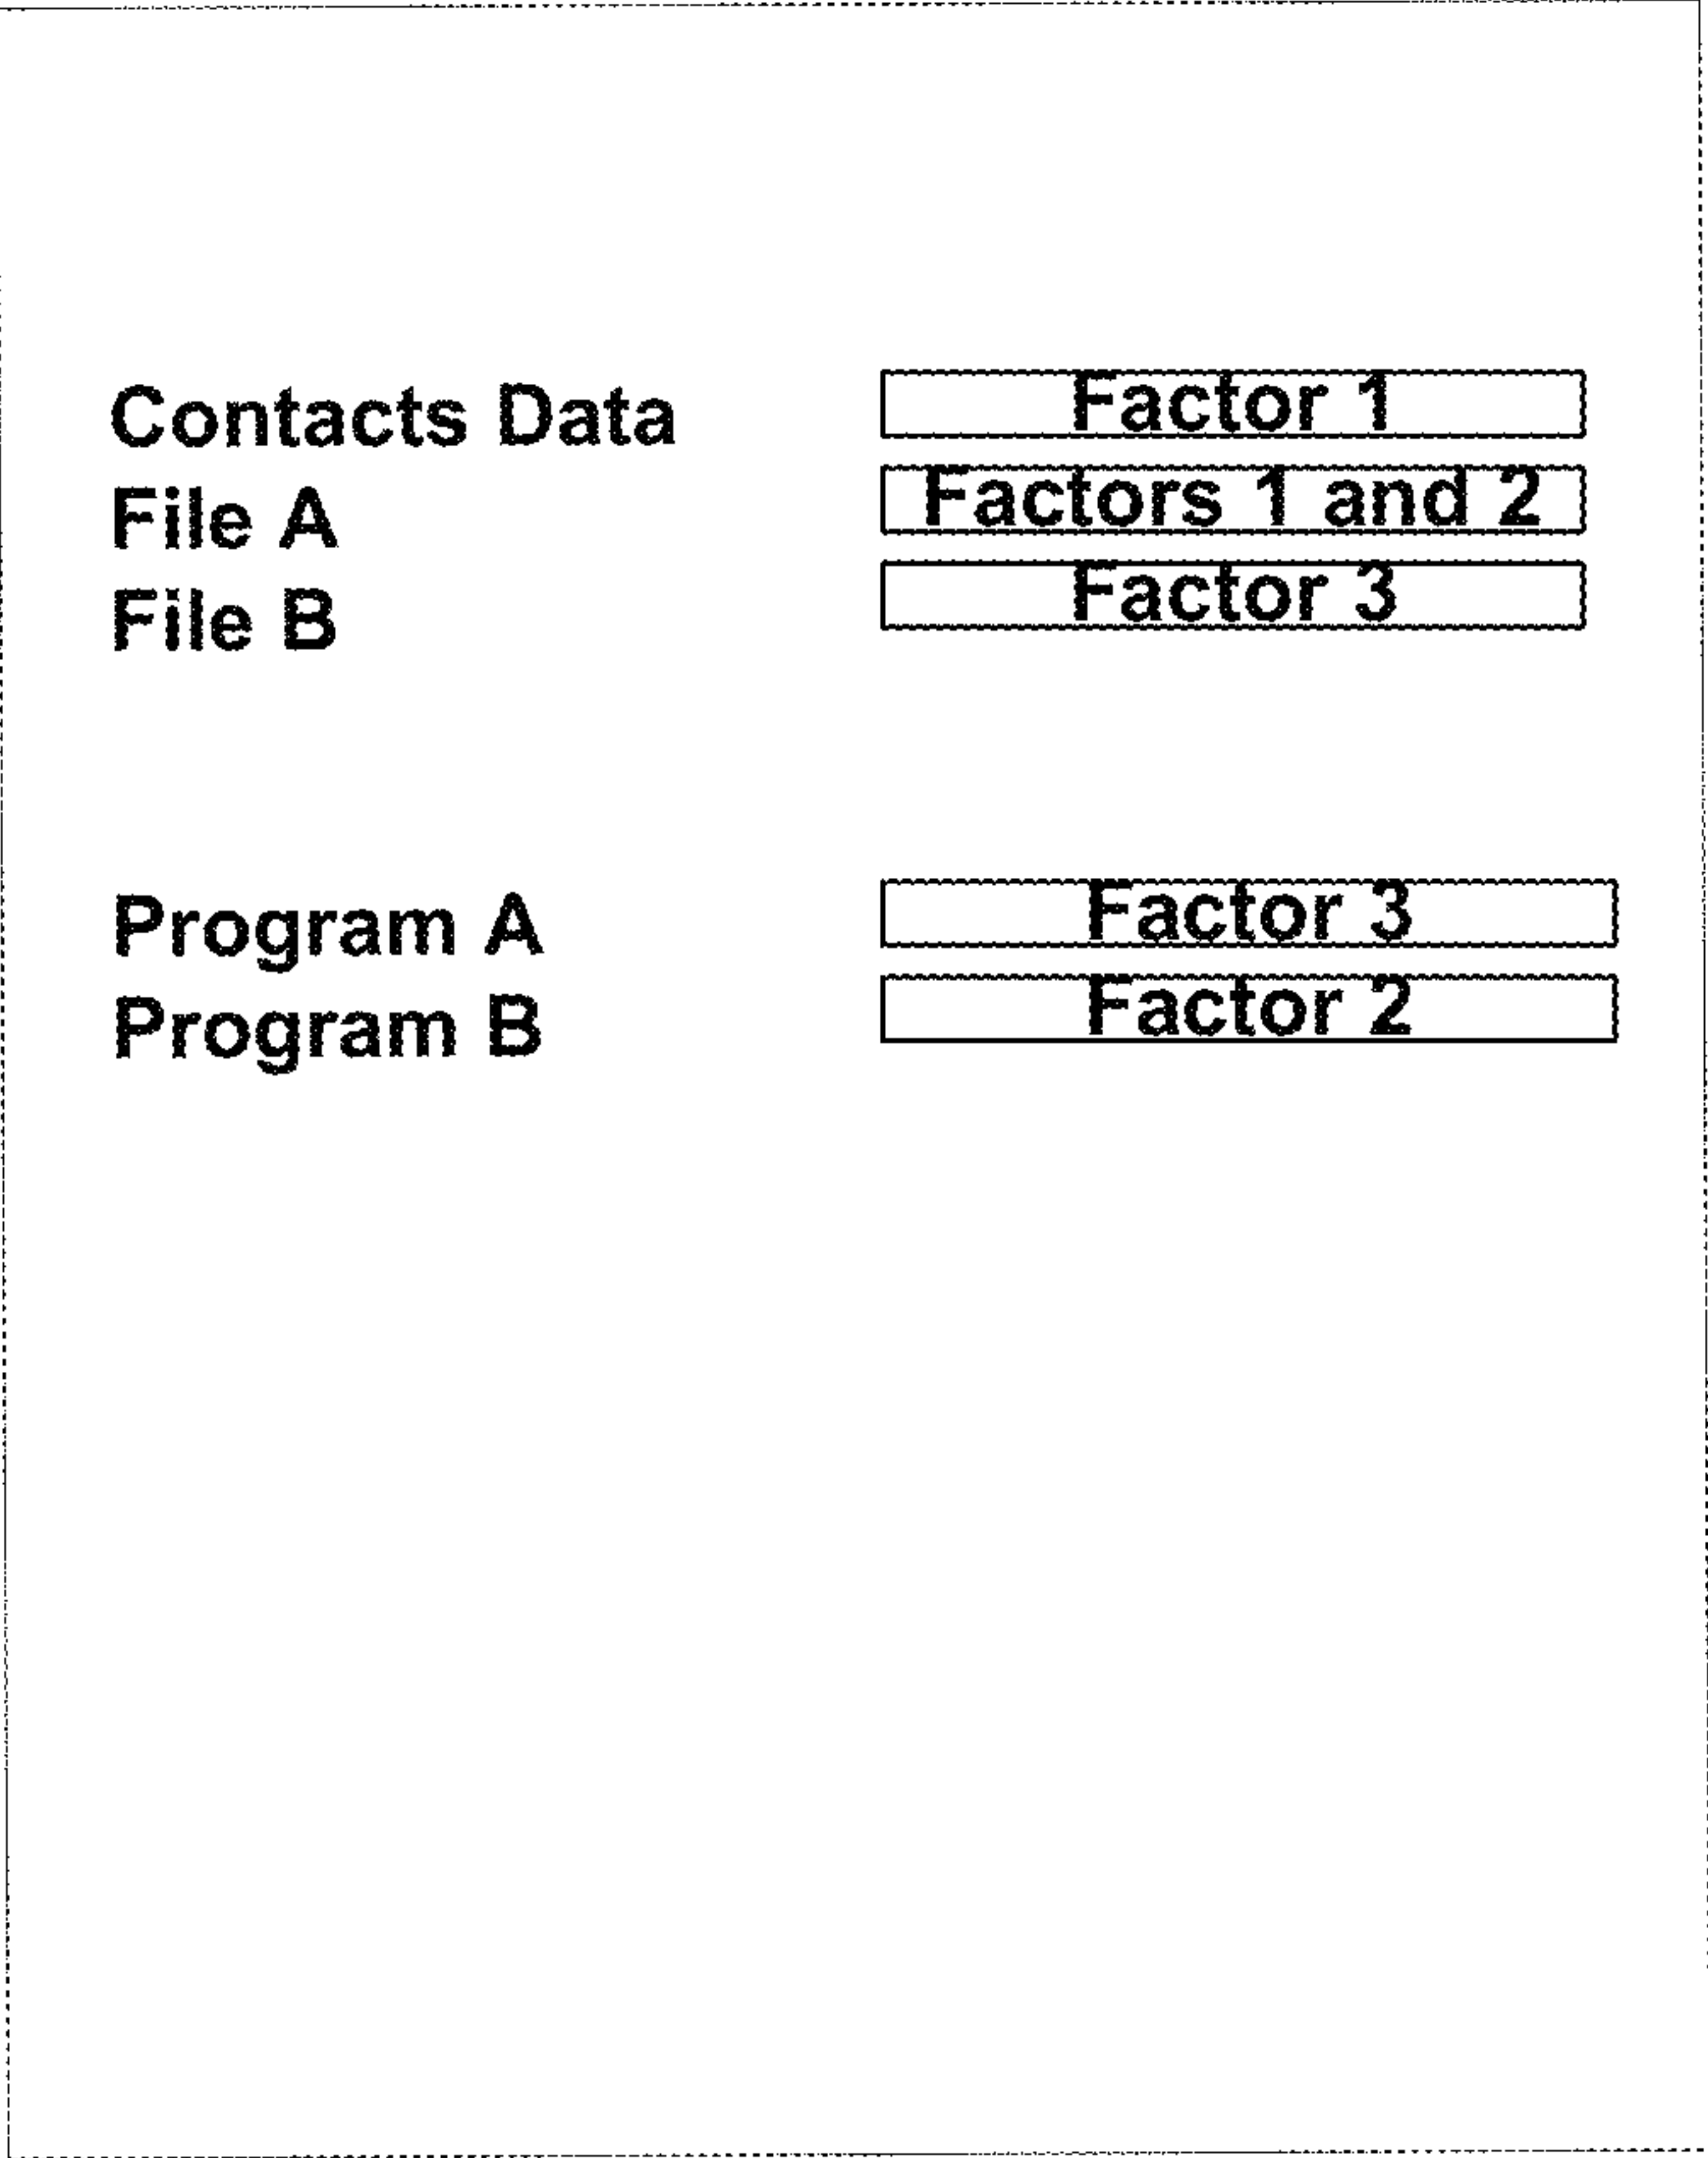 Contacts Data Factor 1
File A Factors 1 and 2
File B Factor 3
Program A Factor 3
Program B Factor 2